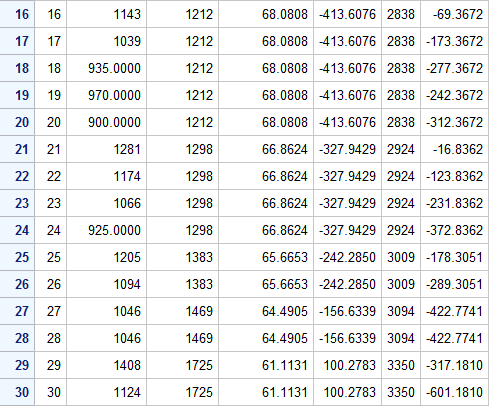 16 16 1143 1212 68.0808 -413.6076 2838 -69.3672
17 17 1039 1212 68.0808 -413.6076 2838 -173.3672
18 18 935.0000 1212 68.0808 -413.6076 2838 -277.3672
19 19 970.0000 1212 68.0808 -413.6076 2838 -242.3672
20 20 900.0000 1212 68.0808 -413.6076 2838 -312.3672
21 21 1281 1298 66.8624 -327.9429 2924 -16.8362
22 22 1174 1298 66.8624 -327.9429 2924 -123.8362
23 23 1066 1298 66.8624 -327.9429 2924 -231.8362
24 24 925.0000 1298 66.8624 -327.9429 2924 -372.8362
25 25 1205 1383 65.6653 -242.2850 3009 -178.3051
26 26 1094 1383 65.6653 -242.2850 3009 -289.3051
27 27 1046 1469 64.4905 -156.6339 3094 -422.7741
28 28 1046 1469 64.4905 -156.6339 3094 -422.7741
29 29 1408 1725 61.1131 100.2783 3350 -317.1810
30 30 1124 1725 61.1131 100.2783 3350 -601.1810